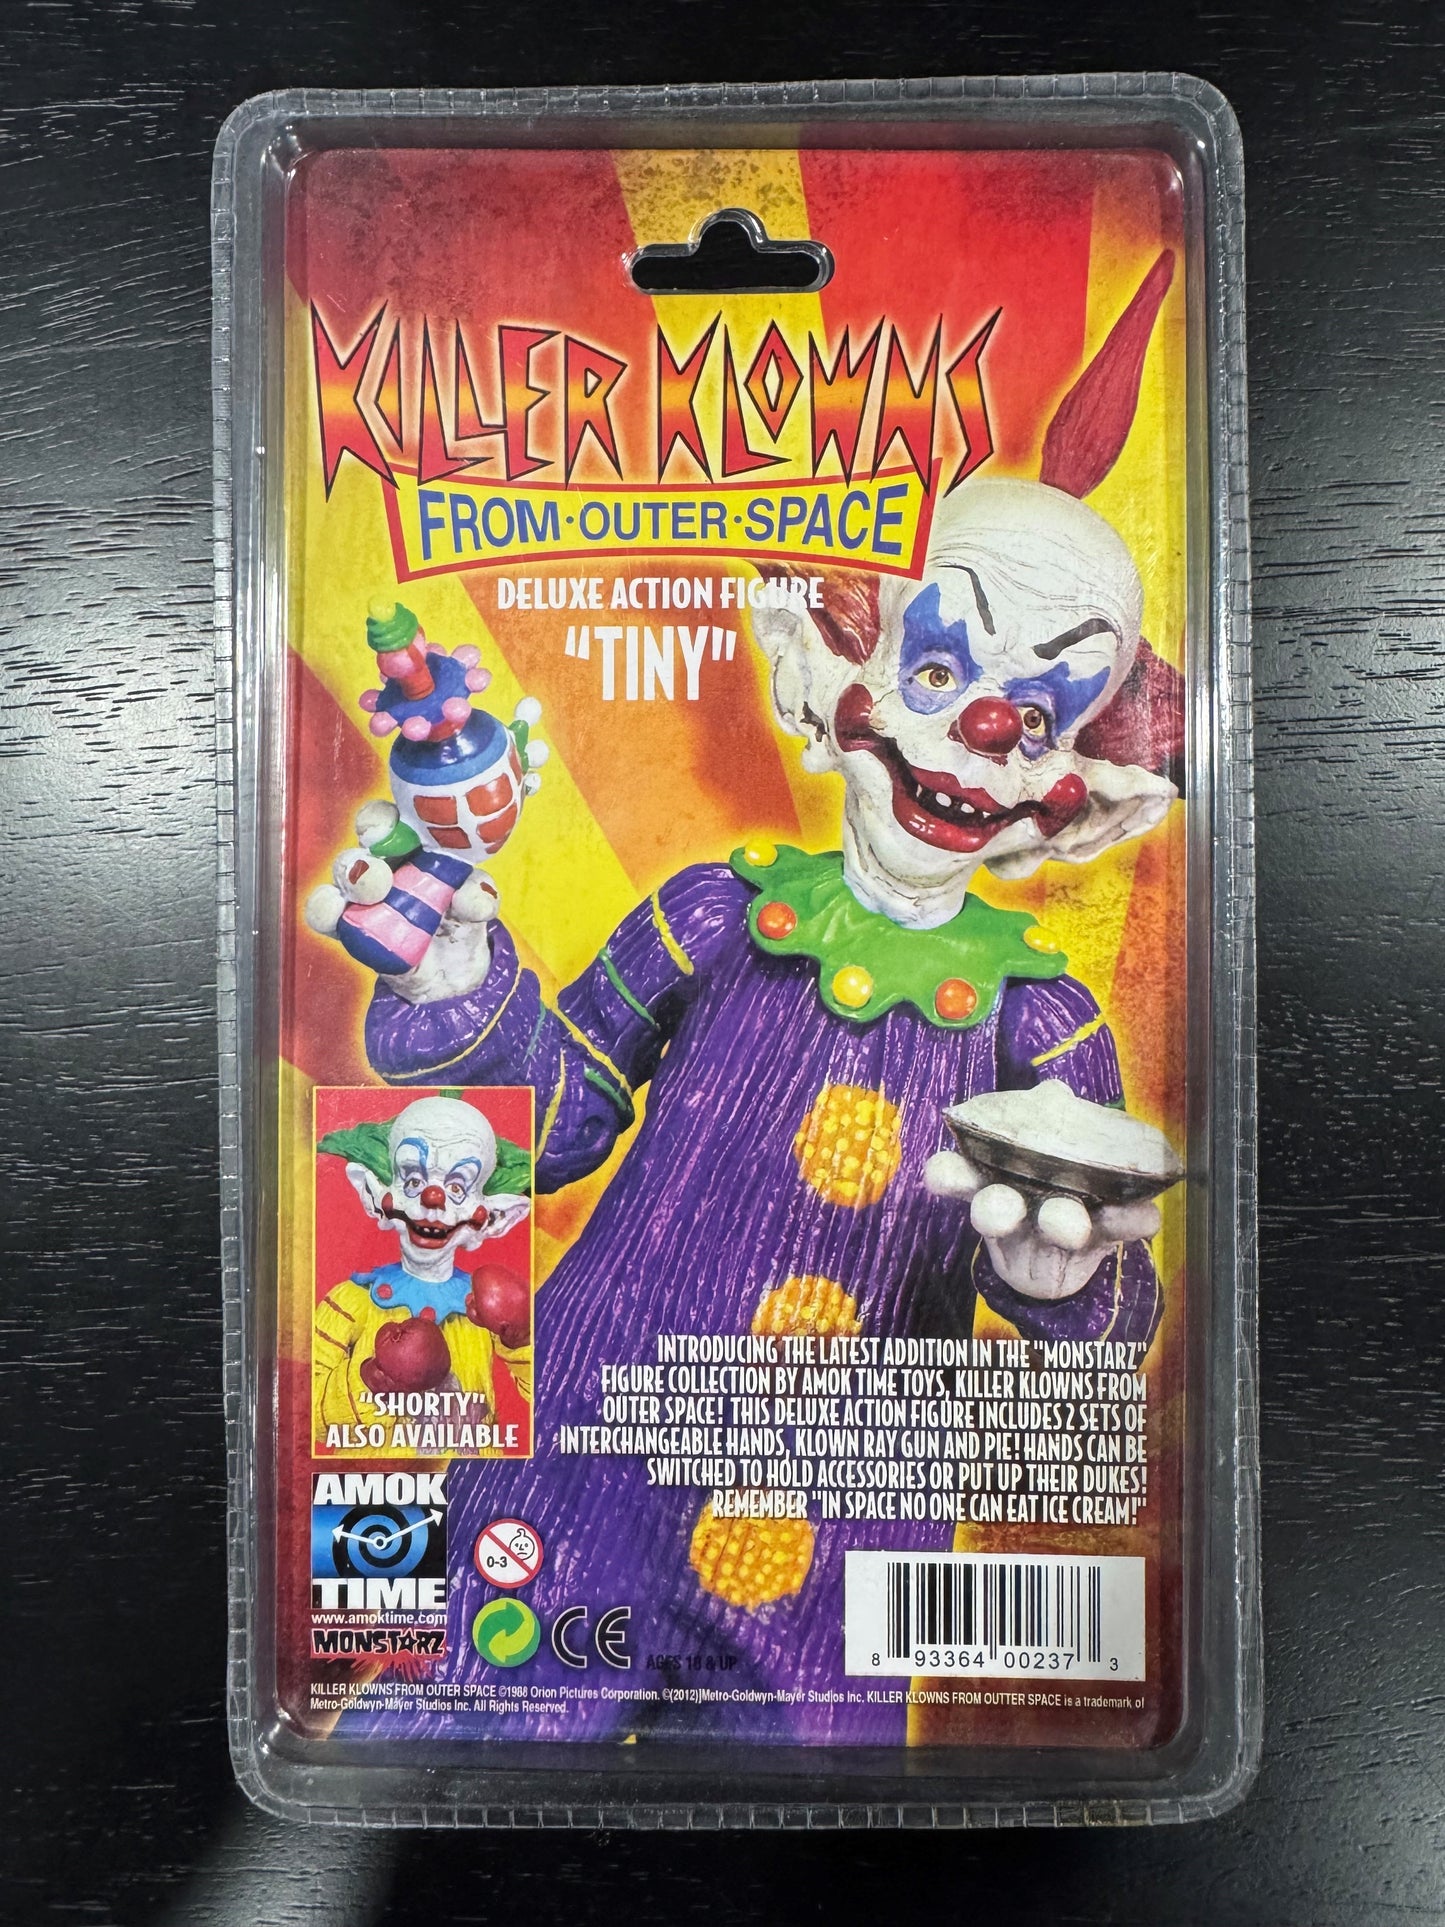 KILLER KLOWNS
FROM·OUTER·SPACE
DELUXE ACTION FIGURE
"TINY"
"SHORTY"
ALSO AVAILABLE
INTRODUCING THE LATEST ADDITION IN THE "MONSTARZ"
FIGURE COLLECTION BY AMOK TIME TOYS, KILLER KLOWNS FROM
OUTER SPACE! THIS DELUXE ACTION FIGURE INCLUDES 2 SETS OF
INTERCHANGEABLE HANDS, KLOWN RAY GUN AND PIE! HANDS CAN BE
SWITCHED TO HOLD ACCESSORIES OR PUT UP THEIR DUKES!
REMEMBER "IN SPACE NO ONE CAN EAT ICE CREAM!"
AMOK
TIME
www.amoktime.com
MONSTARZ
0-3
CE
AGES 18 & UP
8 93364 00237 3
KILLER KLOWNS FROM OUTER SPACE ©1988 Orion Pictures Corporation. ©(2012)]Metro-Goldwyn-Mayer Studios Inc. KILLER KLOWNS FROM OUTTER SPACE is a trademark of
Metro-Goldwyn-Mayer Studios Inc. All Rights Reserved.